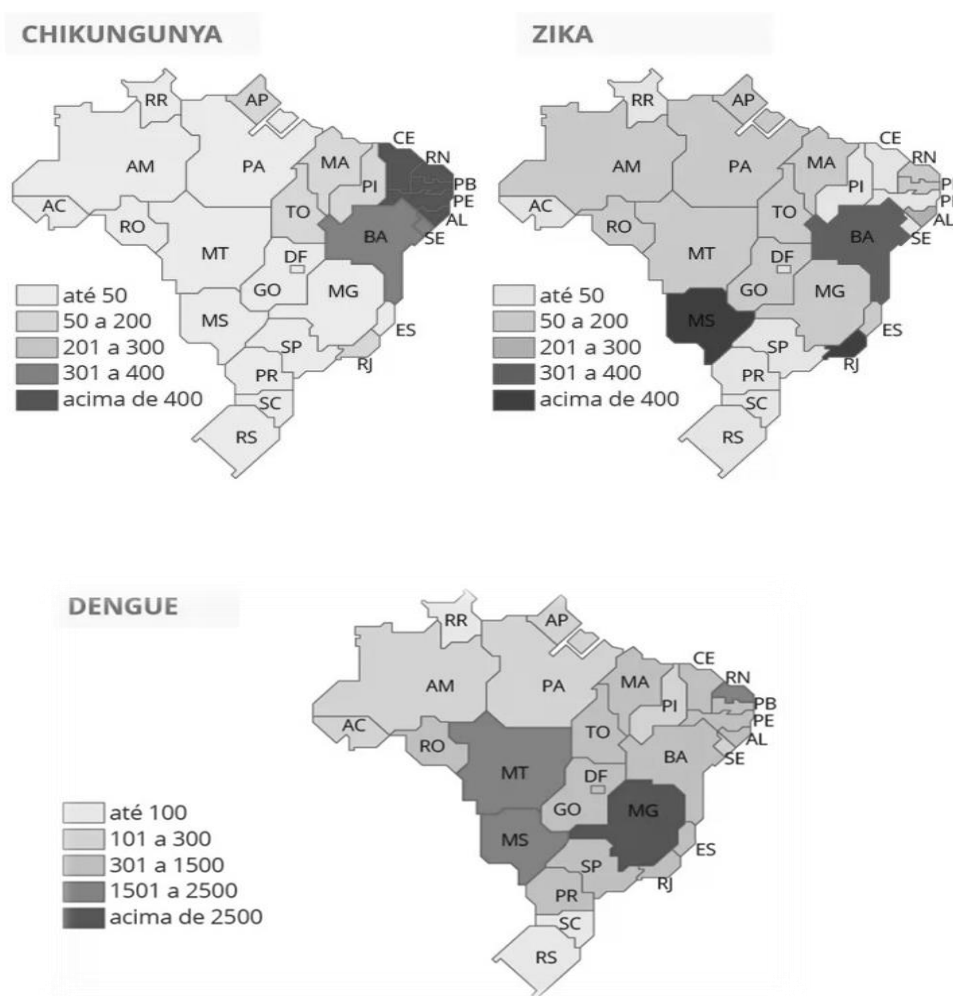 CHIKUNGUNYA
RR
AP
AM
PA
MA
CE
RN
PI
PB
PE
AL
SE
AC
RO
TO
BA
MT
DF
GO
MG
MS
ES
SP
RJ
PR
SC
RS
até 50
50 a 200
201 a 300
301 a 400
acima de 400
ZIKA
RR
AP
AM
PA
MA
CE
RN
PI
AL
SE
AC
RO
TO
BA
MT
DF
GO
MG
MS
ES
SP
RJ
PR
SC
RS
até 50
50 a 200
201 a 300
301 a 400
acima de 400
DENGUE
RR
AP
AM
PA
MA
CE
RN
PI
PB
PE
AL
SE
AC
RO
TO
BA
MT
DF
GO
MG
MS
ES
SP
RJ
PR
SC
RS
até 100
101 a 300
301 a 1500
1501 a 2500
acima de 2500